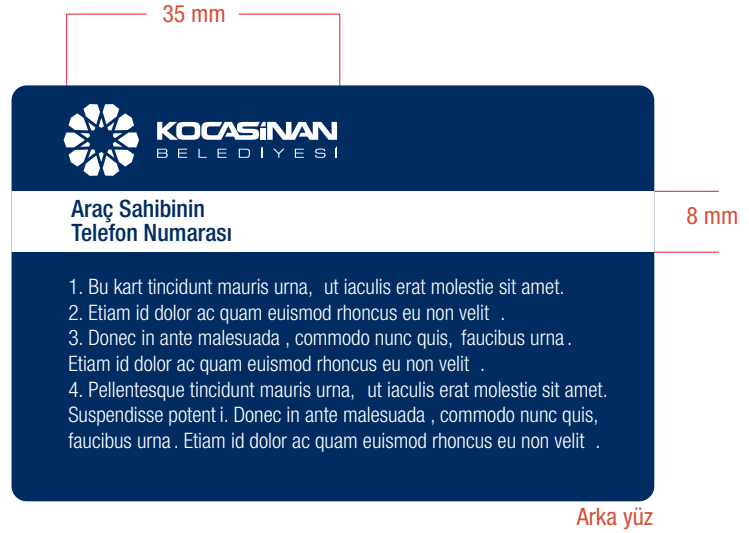 35 mm
KOCASİNAN
BELEDİYESİ
Araç Sahibinin
Telefon Numarası
8 mm
1. Bu kart tincidunt mauris urna, ut iaculis erat molestie sit amet.
2. Etiam id dolor ac quam euismod rhoncus eu non velit .
3. Donec in ante malesuada , commodo nunc quis, faucibus urna .
Etiam id dolor ac quam euismod rhoncus eu non velit .
4. Pellentesque tincidunt mauris urna, ut iaculis erat molestie sit amet.
Suspendisse potent i. Donec in ante malesuada , commodo nunc quis,
faucibus urna . Etiam id dolor ac quam euismod rhoncus eu non velit .
Arka yüz